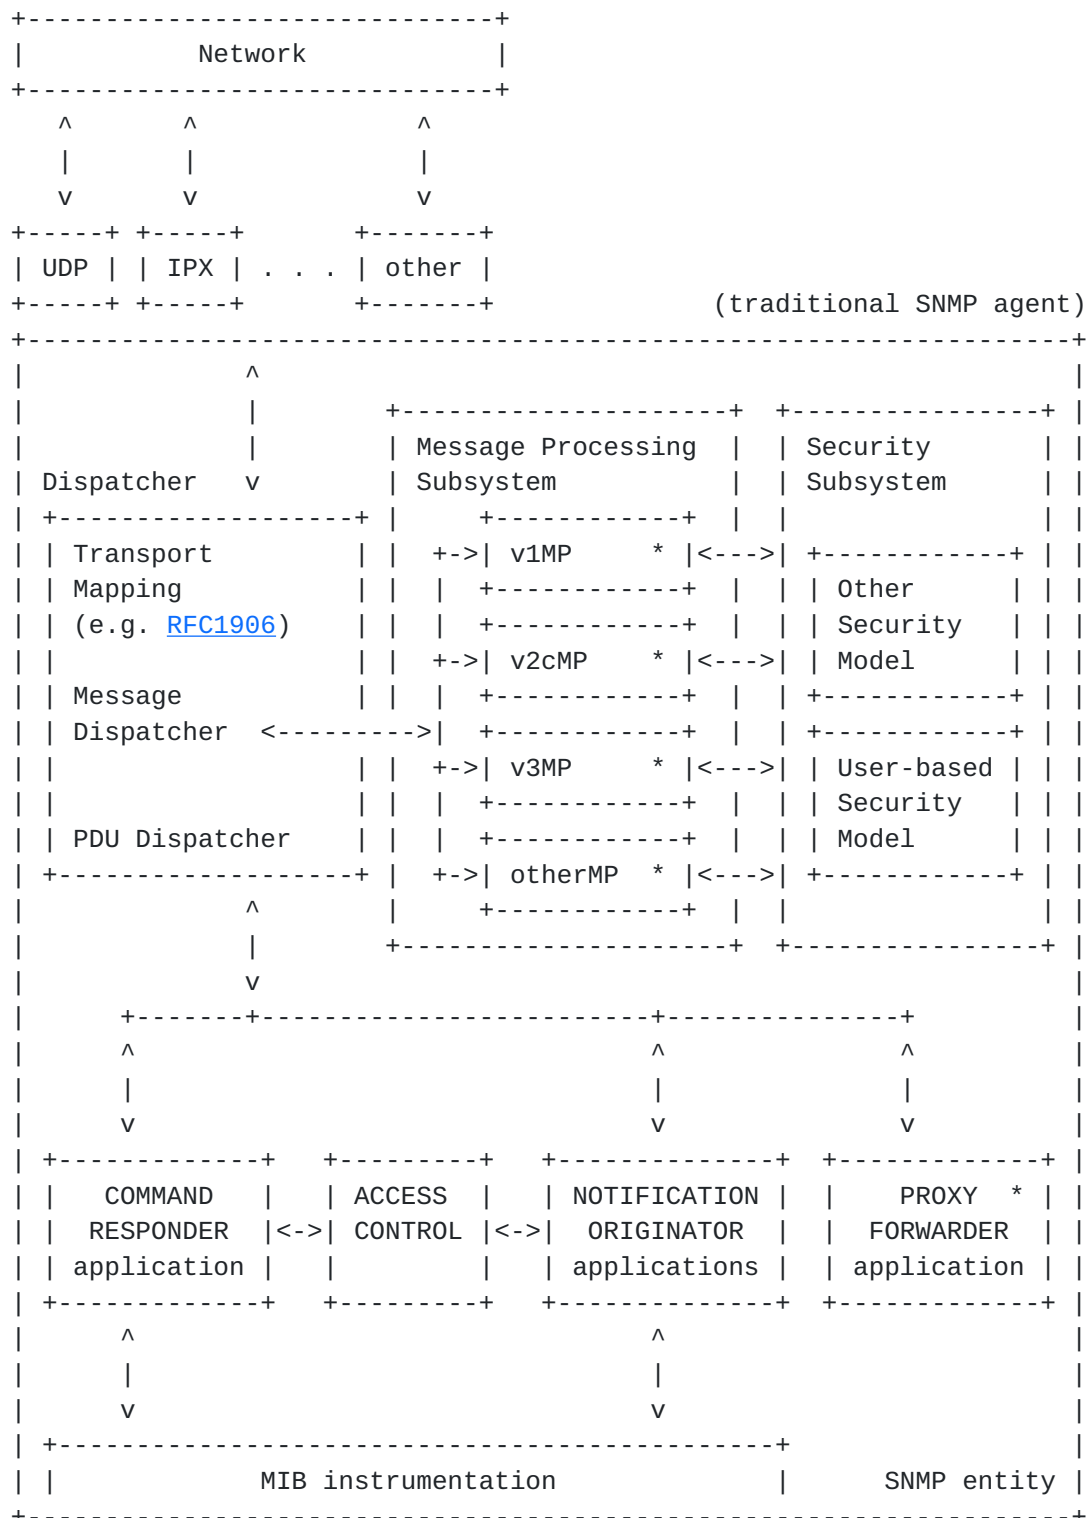 +------------------------------+
|           Network            |
+------------------------------+
   ^       ^              ^
   |       |              |
   v       v              v
+-----+ +-----+       +-------+
| UDP | | IPX | . . . | other |
+-----+ +-----+       +-------+              (traditional SNMP agent)
+-------------------------------------------------------------------+
|              ^                                                    |
|              |        +---------------------+  +----------------+ |
|              |        | Message Processing  |  | Security       | |
| Dispatcher   v        | Subsystem           |  | Subsystem      | |
| +-------------------+ |     +------------+  |  |                | |
| | Transport         | |  +->| v1MP     * |<--->| +------------+ | |
| | Mapping           | |  |  +------------+  |  | | Other      | | |
| | (e.g. RFC1906)    | |  |  +------------+  |  | | Security   | | |
| |                   | |  +->| v2cMP    * |<--->| | Model      | | |
| | Message           | |  |  +------------+  |  | +------------+ | |
| | Dispatcher  <--------->|  +------------+  |  | +------------+ | |
| |                   | |  +->| v3MP     * |<--->| | User-based | | |
| |                   | |  |  +------------+  |  | | Security   | | |
| | PDU Dispatcher    | |  |  +------------+  |  | | Model      | | |
| +-------------------+ |  +->| otherMP  * |<--->| +------------+ | |
|              ^        |     +------------+  |  |                | |
|              |        +---------------------+  +----------------+ |
|              v                                                    |
|      +-------+-------------------------+---------------+          |
|      ^                                 ^               ^          |
|      |                                 |               |          |
|      v                                 v               v          |
| +-------------+   +---------+   +--------------+  +-------------+ |
| |   COMMAND   |   | ACCESS  |   | NOTIFICATION |  |    PROXY  * | |
| |  RESPONDER  |<->| CONTROL |<->|  ORIGINATOR  |  |  FORWARDER  | |
| | application |   |         |   | applications |  | application | |
| +-------------+   +---------+   +--------------+  +-------------+ |
|      ^                                 ^                          |
|      |                                 |                          |
|      v                                 v                          |
| +----------------------------------------------+                  |
| |             MIB instrumentation              |      SNMP entity |
+-------------------------------------------------------------------+